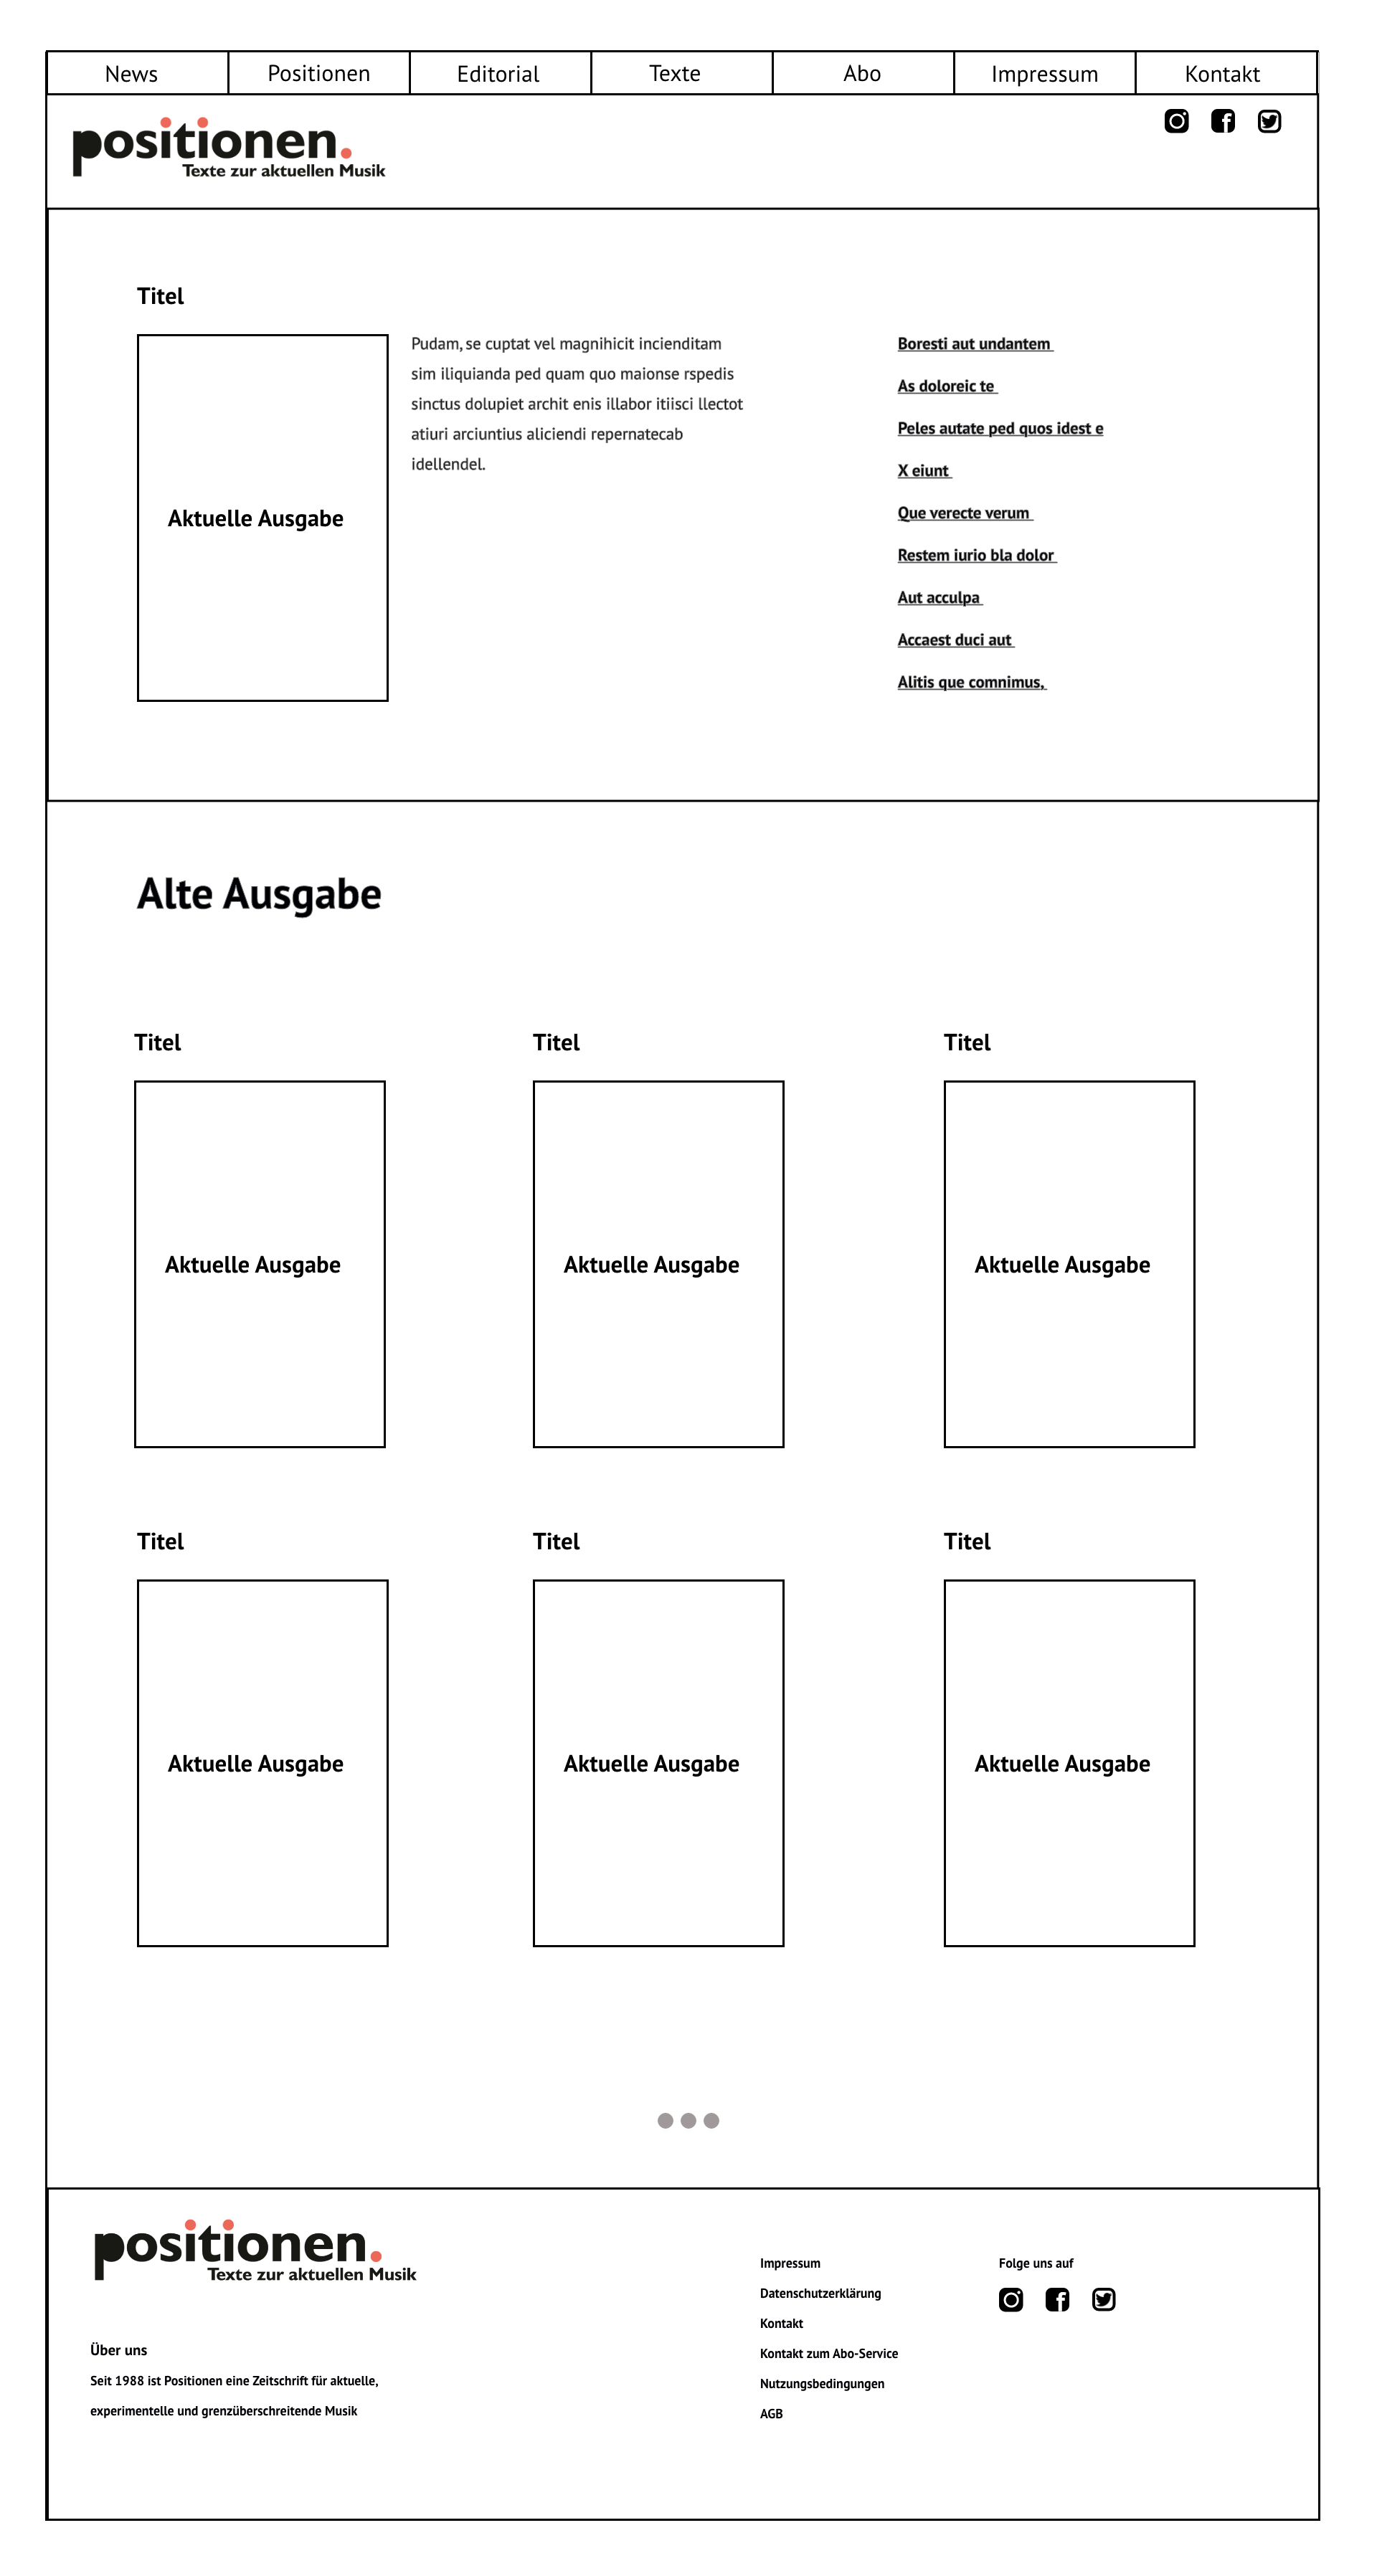 News
Positionen
Editorial
Texte
Abo
Impressum
Kontakt
positionen.
Texte zur aktuellen Musik
Titel
Aktuelle Ausgabe
Pudam, se cuptat vel magnihicit incienditam
sim iliquianda ped quam quo maionse rspedis
sinctus dolupiet archit enis illabor itiisci llectot
atiuri arciuntius aliciendi repernatecab
idellendel.
Boresti aut undantem
As doloreic te
Peles autate ped quos idest e
X eiunt
Que verecte verum
Restem iurio bla dolor
Aut acculpa
Accaest duci aut
Alitis que comnimus,
Alte Ausgabe
Titel
Titel
Titel
Aktuelle Ausgabe
Aktuelle Ausgabe
Aktuelle Ausgabe
Titel
Titel
Titel
Aktuelle Ausgabe
Aktuelle Ausgabe
Aktuelle Ausgabe
positionen.
Texte zur aktuellen Musik
Über uns
Seit 1988 ist Positionen eine Zeitschrift für aktuelle,
experimentelle und grenzüberschreitende Musik
Impressum
Datenschutzerklärung
Kontakt
Kontakt zum Abo-Service
Nutzungsbedingungen
AGB
Folge uns auf